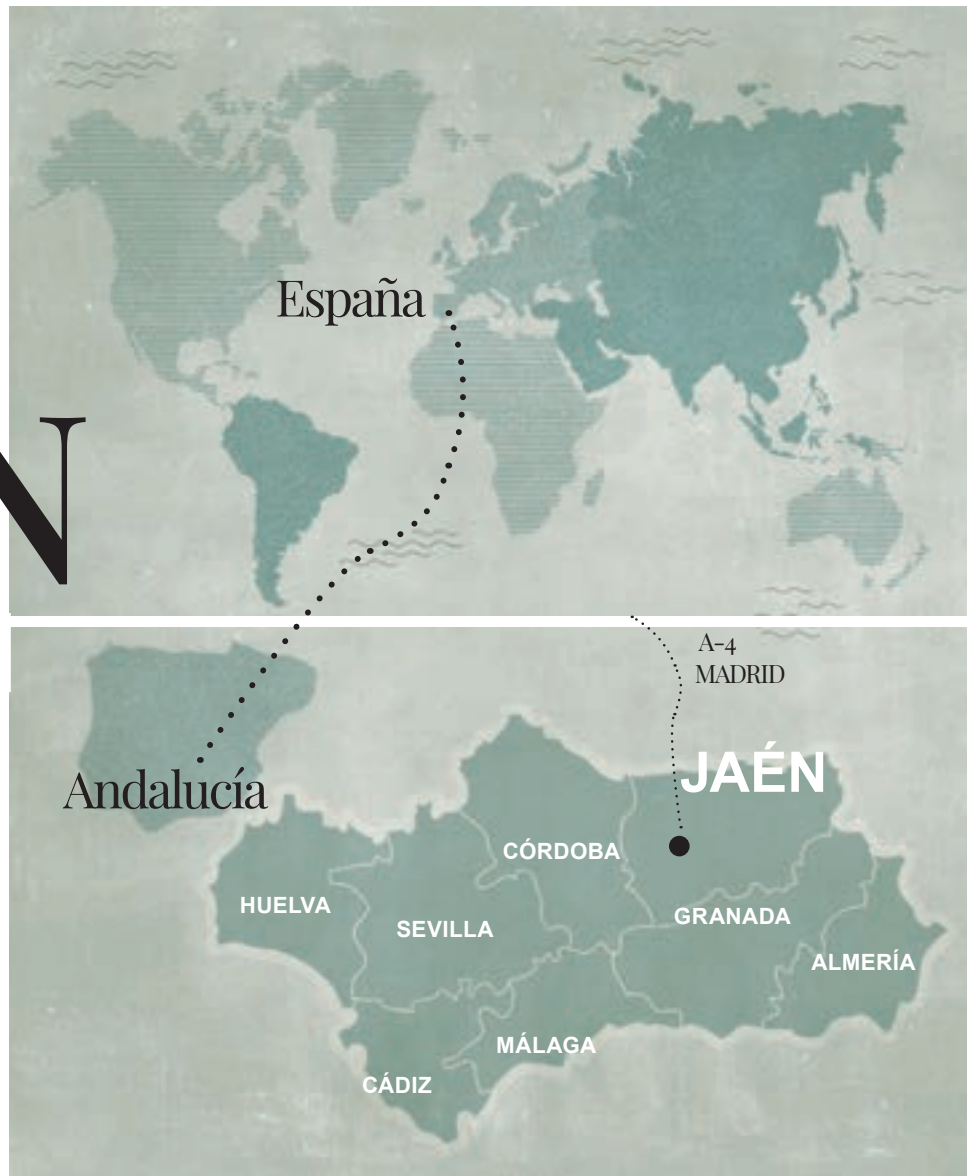 España
N
A-4
MADRID
JAÉN
Andalucía
CÓRDOBA
HUELVA
GRANADA
SEVILLA
ALMERÍA
MÁLAGA
CÁDIZ